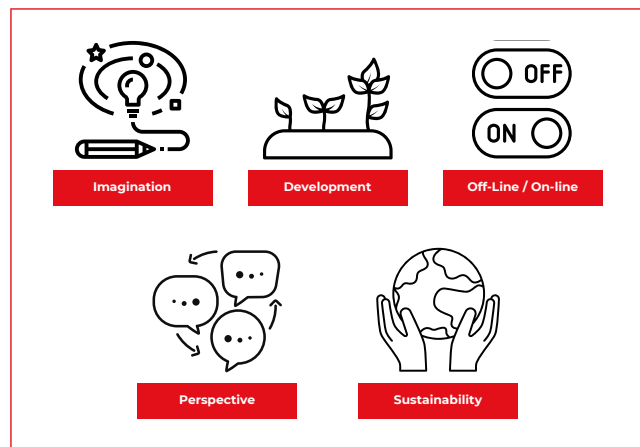 OFF
ON
Imagination
Development
Off-Line / On-line
Perspective
Sustainability